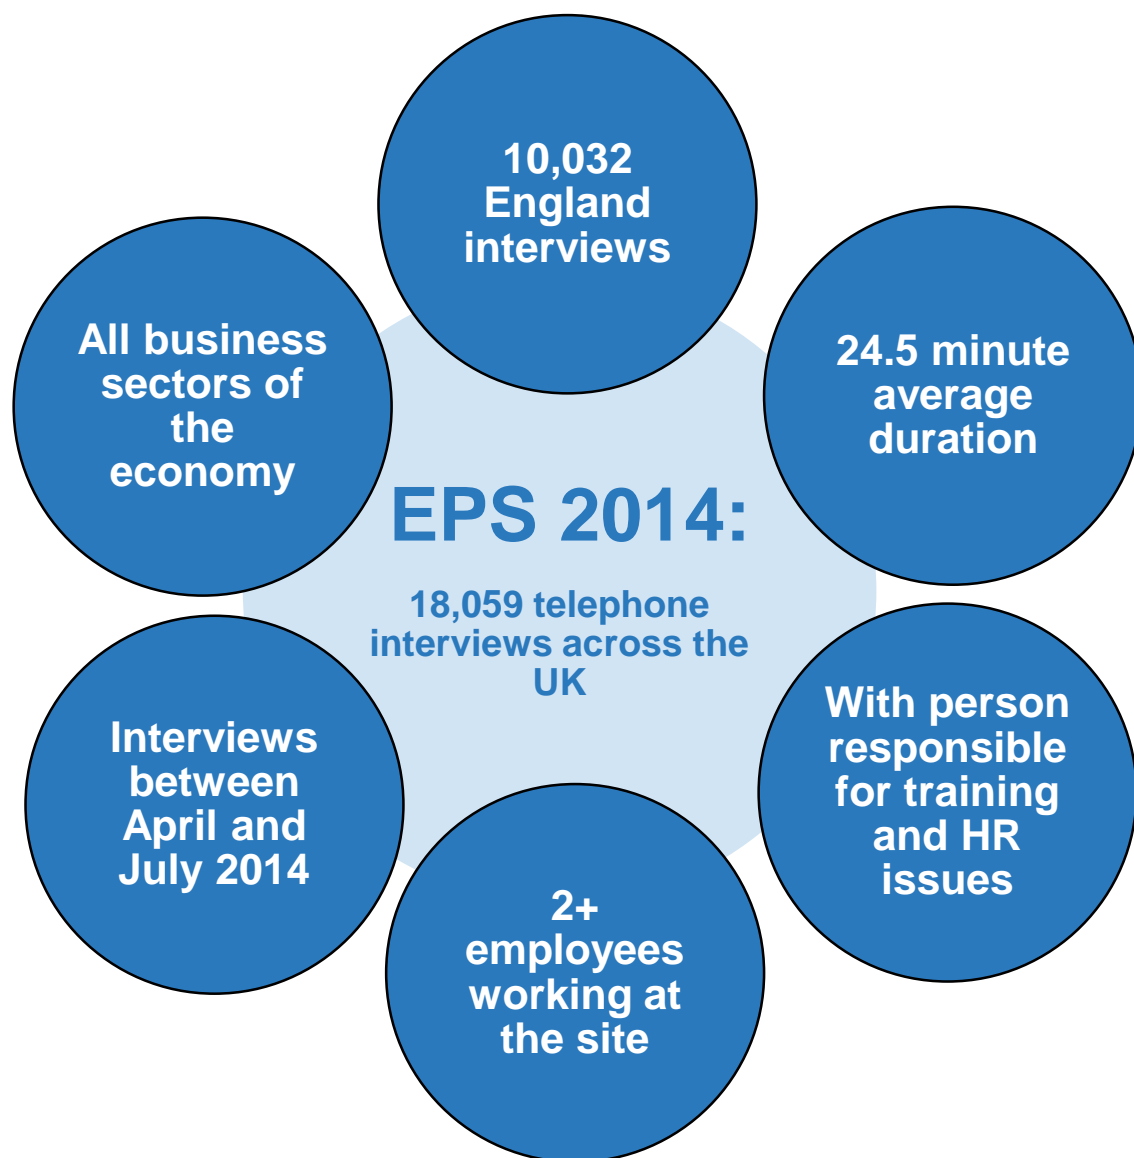 10,032
England
interviews
All business
sectors of
the
economy
24.5 minute
average
duration
EPS 2014:
18,059 telephone
interviews across the
UK
Interviews
between
April and
July 2014
With person
responsible
for training
and HR
issues
2+
employees
working at
the site